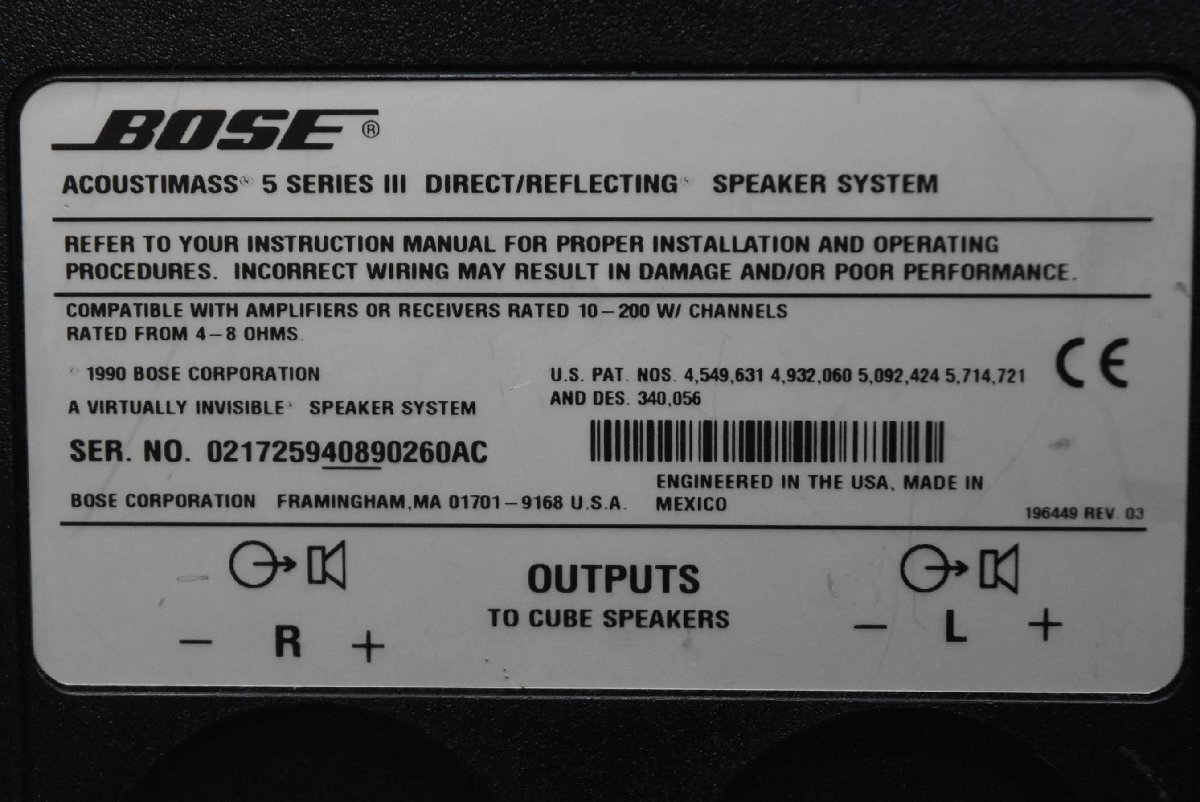 BOSE®
ACOUSTIMASS® 5 SERIES III DIRECT/REFLECTING® SPEAKER SYSTEM
REFER TO YOUR INSTRUCTION MANUAL FOR PROPER INSTALLATION AND OPERATING
PROCEDURES. INCORRECT WIRING MAY RESULT IN DAMAGE AND/OR POOR PERFORMANCE.
COMPATIBLE WITH AMPLIFIERS OR RECEIVERS RATED 10-200 W/ CHANNELS
RATED FROM 4-8 OHMS.
1990 BOSE CORPORATION
A VIRTUALLY INVISIBLE® SPEAKER SYSTEM
U.S. PAT. NOS. 4,549,631 4,932,060 5,092,424 5,714,721
AND DES. 340,056
CE
SER. NO. 021725940890260AC
BOSE CORPORATION FRAMINGHAM,MA 01701-9168 U.S.A.
ENGINEERED IN THE USA, MADE IN
MEXICO
196449 REV. 03
OUTPUTS
TO CUBE SPEAKERS
- R +
- L +